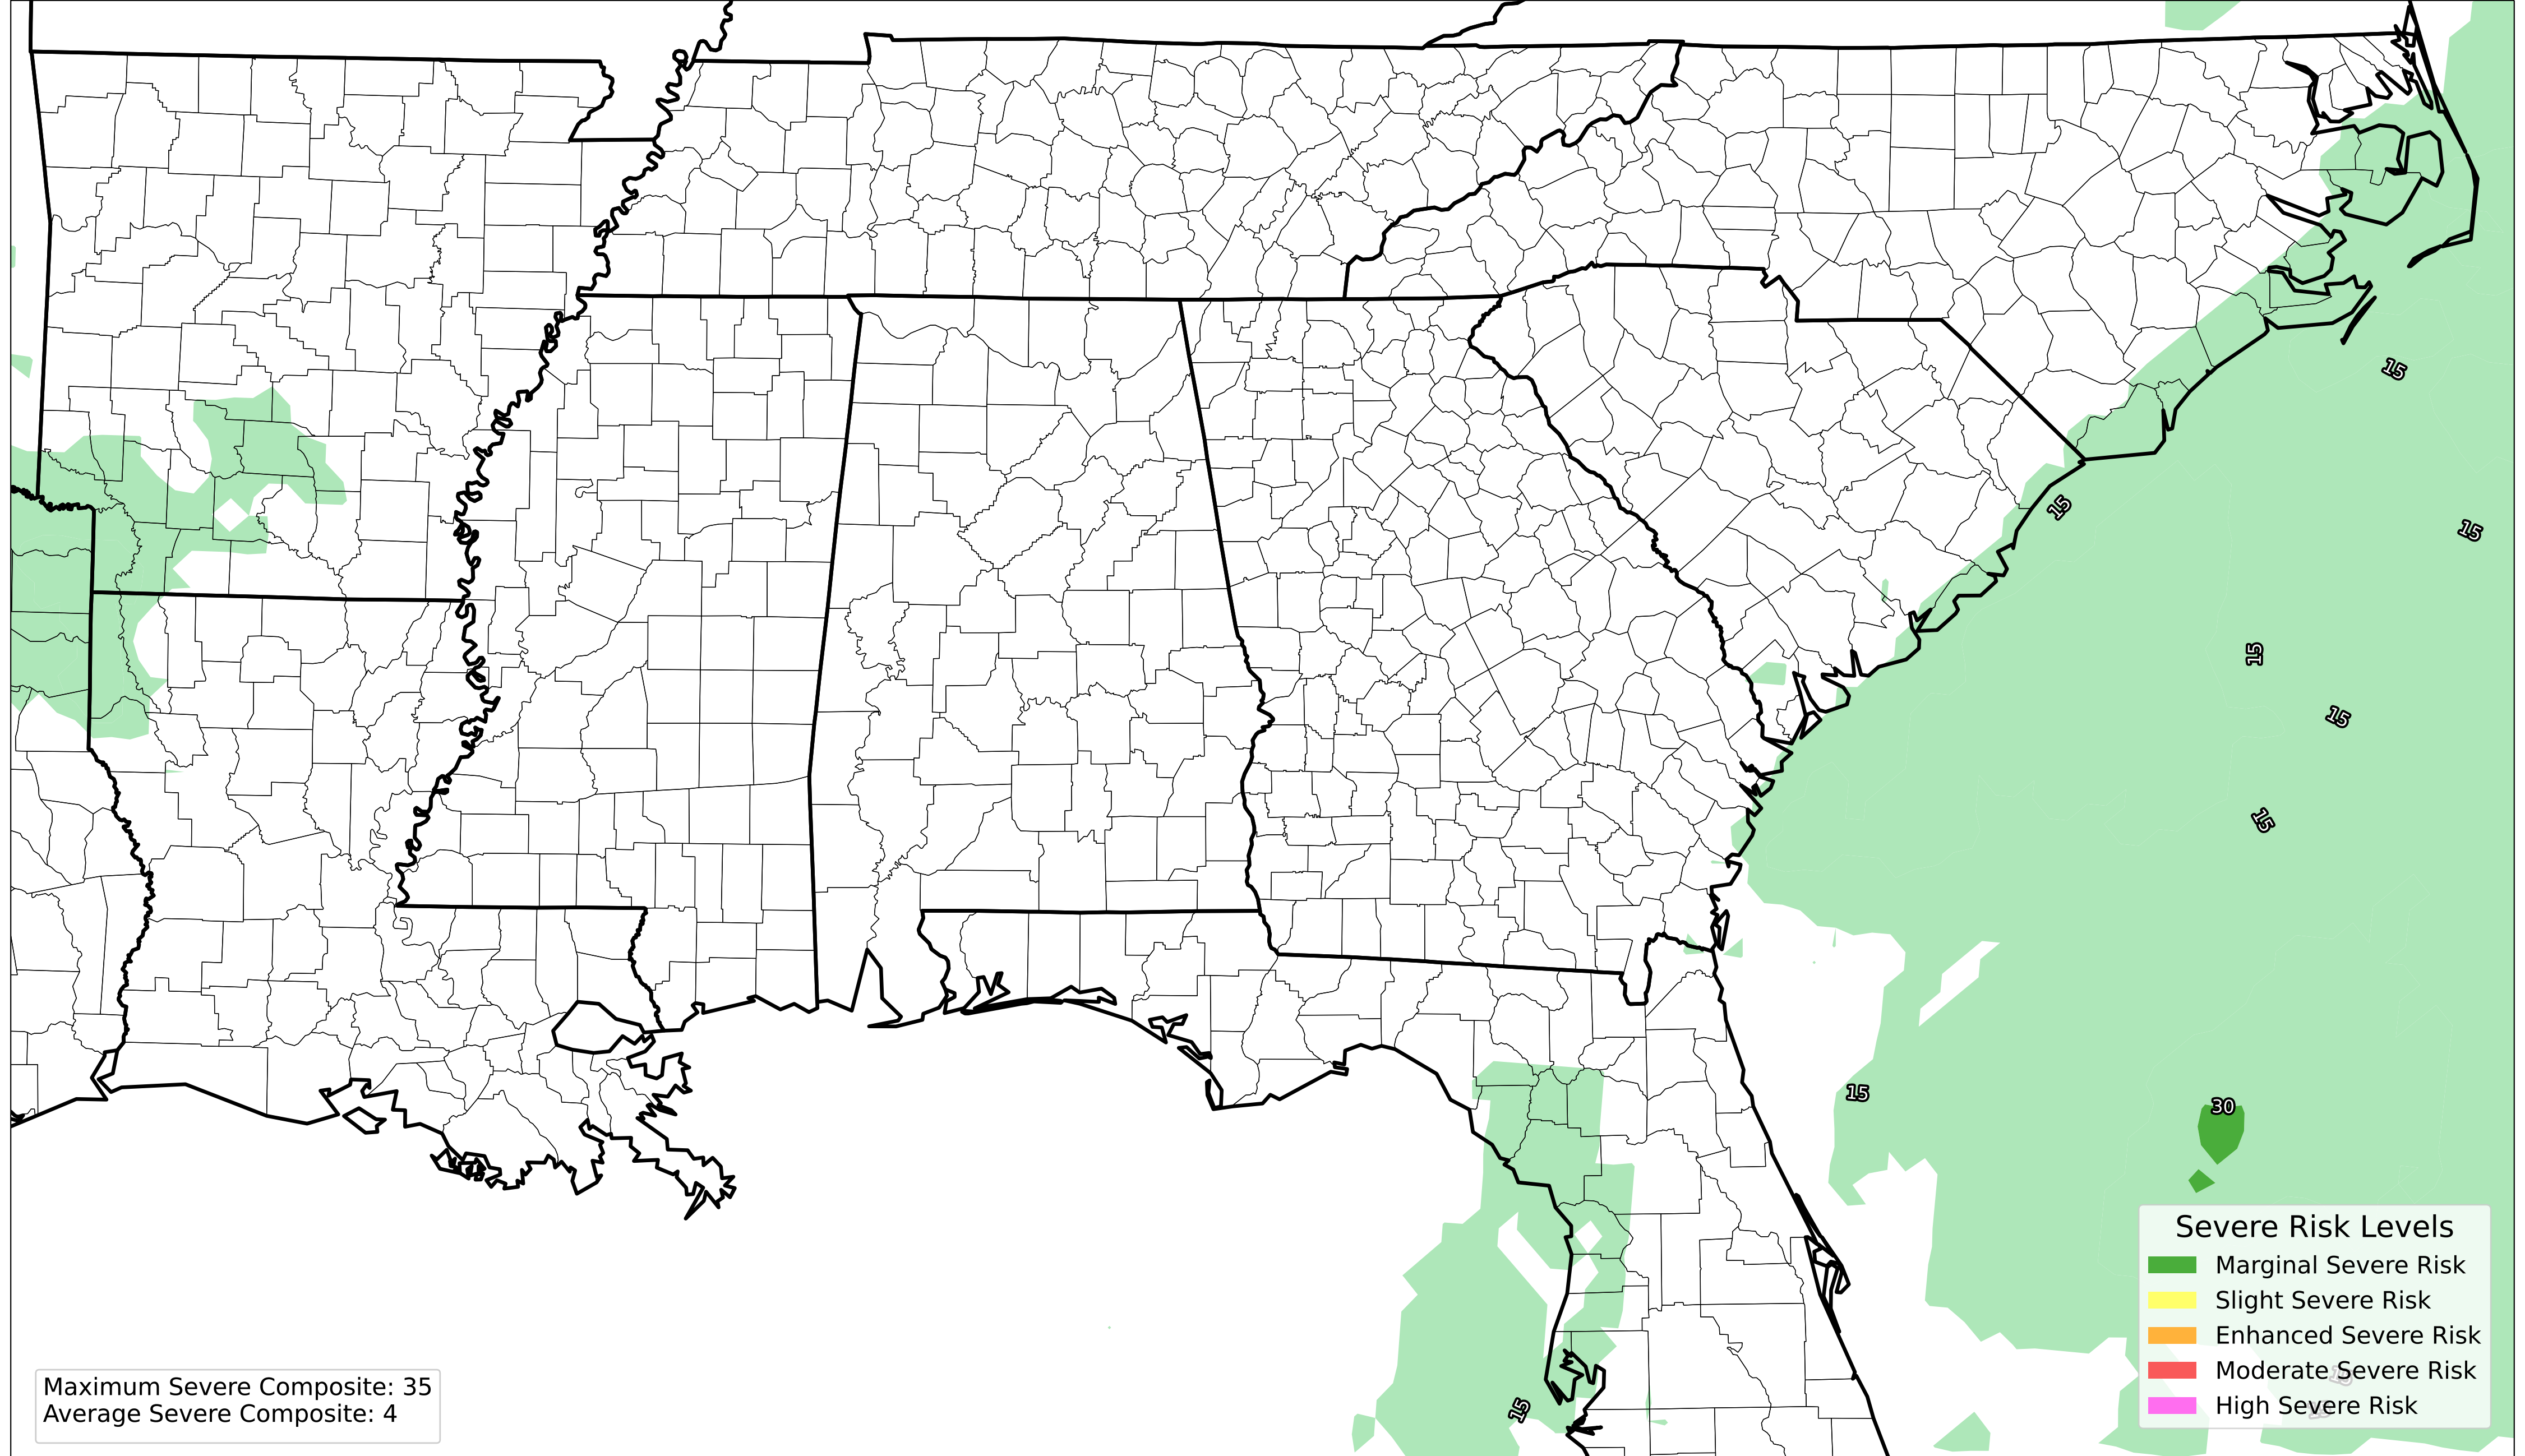 15
15
15
15
15
15
15
30
Severe Risk Levels
Marginal Severe Risk
Slight Severe Risk
Enhanced Severe Risk
Moderate Severe Risk
High Severe Risk
Maximum Severe Composite: 35
Average Severe Composite: 4
15